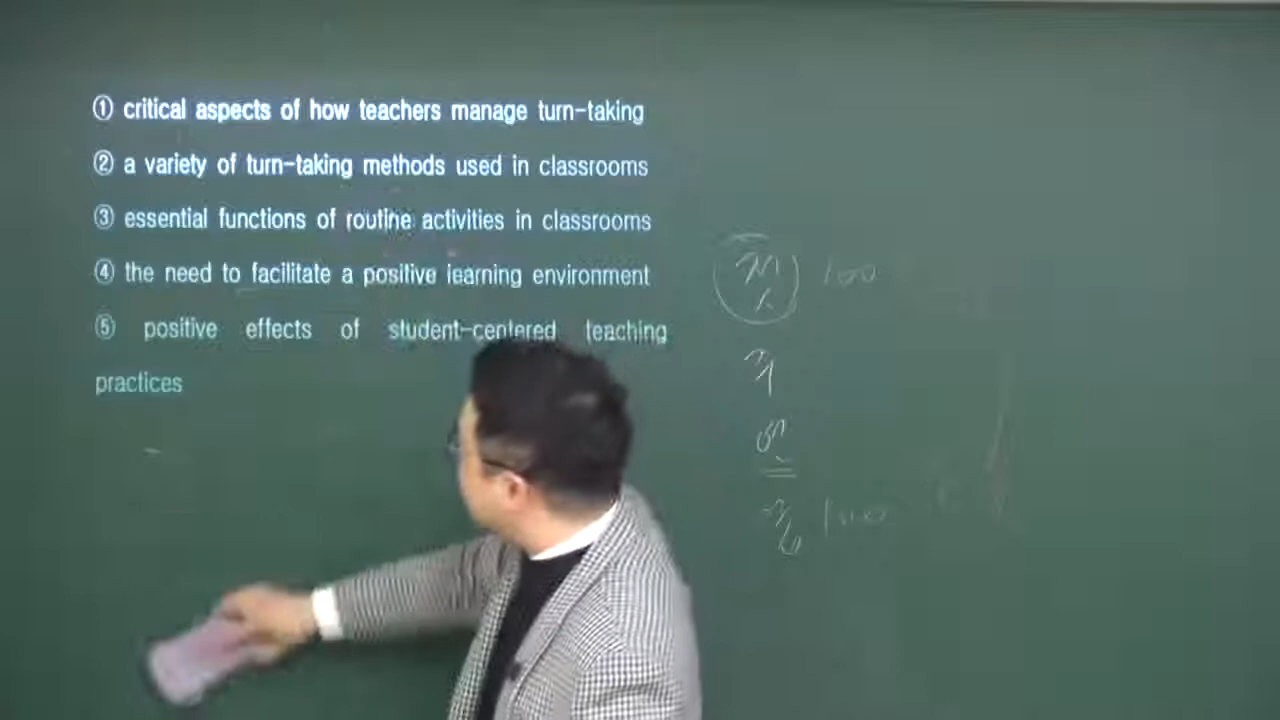 ① critical aspects of how teachers manage turn-taking
② a variety of turn-taking methods used in classrooms
③ essential functions of routine activities in classrooms
④ the need to facilitate a positive learning environment
⑤ positive effects of student-centered teaching
practices
100